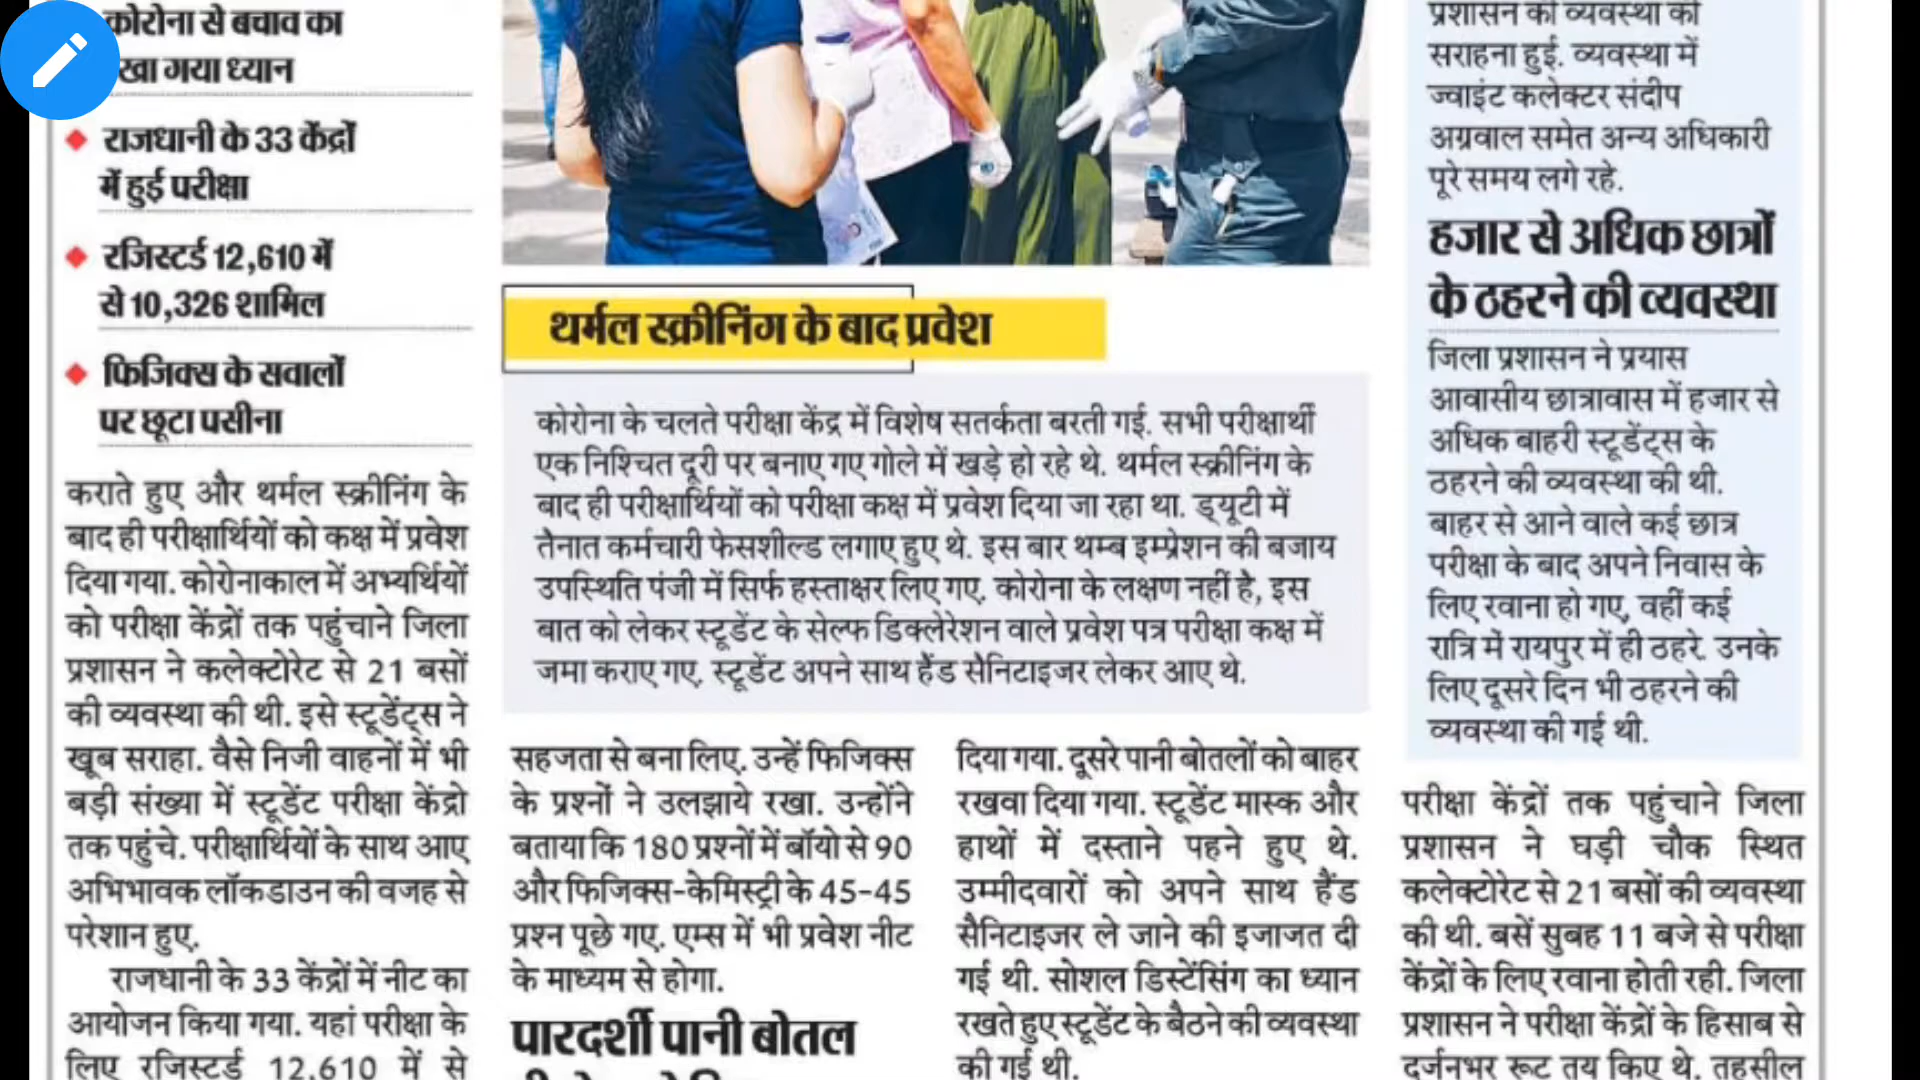 कोरोना से बचाव का
खा गया ध्यान
राजधानी के 33 केंद्रों
में हुई परीक्षा
रजिस्टर्ड 12,610 में
से 10,326 शामिल
फिजिक्स के सवालों
पर छूटा पसीना
कराते हुए और थर्मल स्क्रीनिंग के
बाद ही परीक्षार्थियों को कक्ष में प्रवेश
दिया गया. कोरोनाकाल में अभ्यर्थियों
को परीक्षा केंद्रों तक पहुंचाने जिला
प्रशासन ने कलेक्टोरेट से 21 बसों
की व्यवस्था की थी. इसे स्टूडेंट्स ने
खूब सराहा. वैसे निजी वाहनों में भी
बड़ी संख्या में स्टूडेंट परीक्षा केंद्रो
तक पहुंचे. परीक्षार्थियों के साथ आए
अभिभावक लॉकडाउन की वजह से
परेशान हुए.
राजधानी के 33 केंद्रों में नीट का
आयोजन किया गया. यहां परीक्षा के
लिए रजिस्टर्ड 12,610 में से
थर्मल स्क्रीनिंग के बाद प्रवेश
कोरोना के चलते परीक्षा केंद्र में विशेष सतर्कता बरती गई. सभी परीक्षार्थी
एक निश्चित दूरी पर बनाए गए गोले में खड़े हो रहे थे. थर्मल स्क्रीनिंग के
बाद ही परीक्षार्थियों को परीक्षा कक्ष में प्रवेश दिया जा रहा था. ड्यूटी में
तैनात कर्मचारी फेसशील्ड लगाए हुए थे. इस बार थम्ब इम्प्रेशन की बजाय
उपस्थिति पंजी में सिर्फ हस्ताक्षर लिए गए. कोरोना के लक्षण नहीं है, इस
बात को लेकर स्टूडेंट के सेल्फ डिक्लेरेशन वाले प्रवेश पत्र परीक्षा कक्ष में
जमा कराए गए. स्टूडेंट अपने साथ हैंड सैनिटाइजर लेकर आए थे.
सहजता से बना लिए. उन्हें फिजिक्स
के प्रश्नों ने उलझाये रखा. उन्होंने
बताया कि 180 प्रश्नों में बॉयो से 90
और फिजिक्स-केमिस्ट्री के 45-45
प्रश्न पूछे गए. एम्स में भी प्रवेश नीट
के माध्यम से होगा.
पारदर्शी पानी बोतल
दिया गया. दूसरे पानी बोतलों को बाहर
रखवा दिया गया. स्टूडेंट मास्क और
हाथों में दस्ताने पहने हुए थे.
उम्मीदवारों को अपने साथ हैंड
सैनिटाइजर ले जाने की इजाजत दी
गई थी. सोशल डिस्टेंसिंग का ध्यान
रखते हुए स्टूडेंट के बैठने की व्यवस्था
की गई थी.
प्रशासन की व्यवस्था की
सराहना हुई. व्यवस्था में
ज्वाइंट कलेक्टर संदीप
अग्रवाल समेत अन्य अधिकारी
पूरे समय लगे रहे.
हजार से अधिक छात्रों
के ठहरने की व्यवस्था
जिला प्रशासन ने प्रयास
आवासीय छात्रावास में हजार से
अधिक बाहरी स्टूडेंट्स के
ठहरने की व्यवस्था की थी.
बाहर से आने वाले कई छात्र
परीक्षा के बाद अपने निवास के
लिए रवाना हो गए, वहीं कई
रात्रि में रायपुर में ही ठहरे. उनके
लिए दूसरे दिन भी ठहरने की
व्यवस्था की गई थी.
परीक्षा केंद्रों तक पहुंचाने जिला
प्रशासन ने घड़ी चौक स्थित
कलेक्टोरेट से 21 बसों की व्यवस्था
की थी. बसें सुबह 11 बजे से परीक्षा
केंद्रों के लिए रवाना होती रही. जिला
प्रशासन ने परीक्षा केंद्रों के हिसाब से
दर्जनभर रूट तय किए थे. तहसील